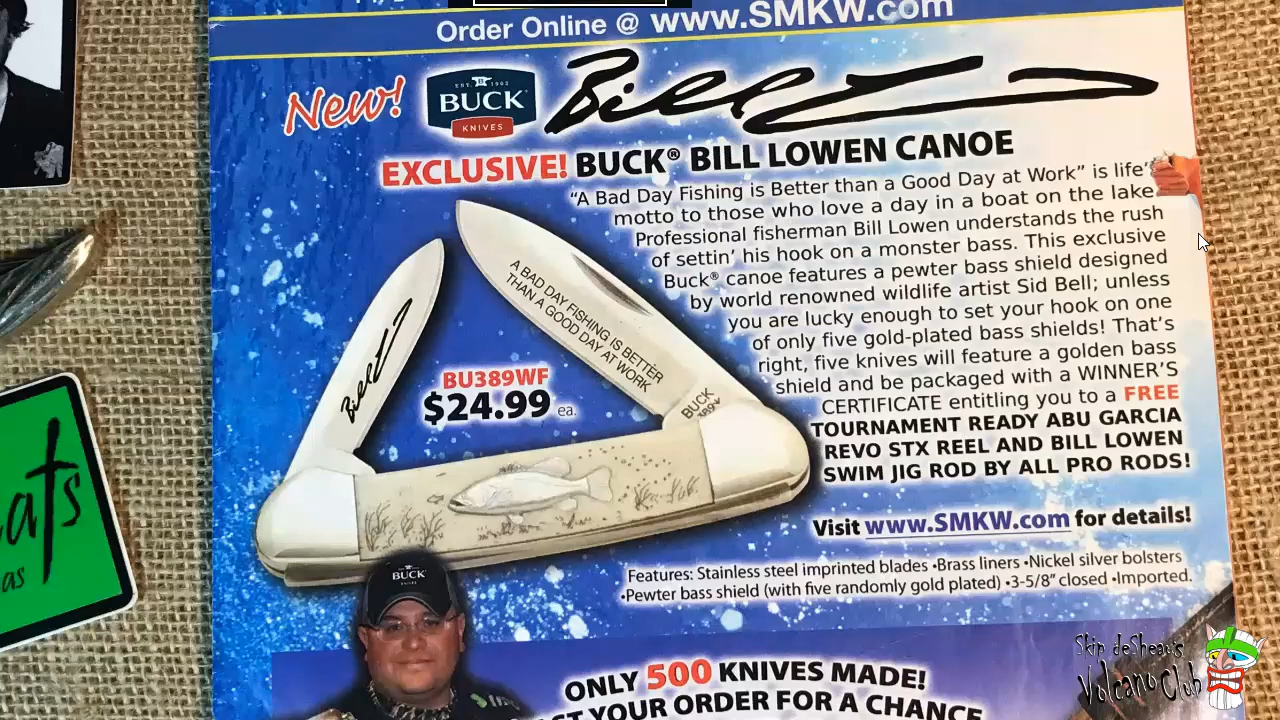 Order Online @ www.SMKW.com
New!
EST. 1902
BUCK®
KNIVES
EXCLUSIVE! BUCK® BILL LOWEN CANOE
"A Bad Day Fishing is Better than a Good Day at Work" is life's
motto to those who love a day in a boat on the lake
Professional fisherman Bill Lowen understands the rush
of settin' his hook on a monster bass. This exclusive
Buck® canoe features a pewter bass shield designed
by world renowned wildlife artist Sid Bell; unless
you are lucky enough to set your hook on one
of only five gold-plated bass shields! That's
right, five knives will feature a golden bass
shield and be packaged with a WINNER'S
CERTIFICATE entitling you to a FREE
TOURNAMENT READY ABU GARCIA
REVO STX REEL AND BILL LOWEN
SWIM JIG ROD BY ALL PRO RODS!
A BAD DAY FISHING IS BETTER
THAN A GOOD DAY AT WORK
BUCK
389
BU389WF
$24.99 ea.
Visit www.SMKW.com for details!
Features: Stainless steel imprinted blades •Brass liners •Nickel silver bolsters
•Pewter bass shield (with five randomly gold plated) •3-5/8" closed •Imported.
BUCK
KNIVES
ONLY 500 KNIVES MADE!
YOUR ORDER FOR A CHANCE
ats
as
Skip deShean's
Volcano Club